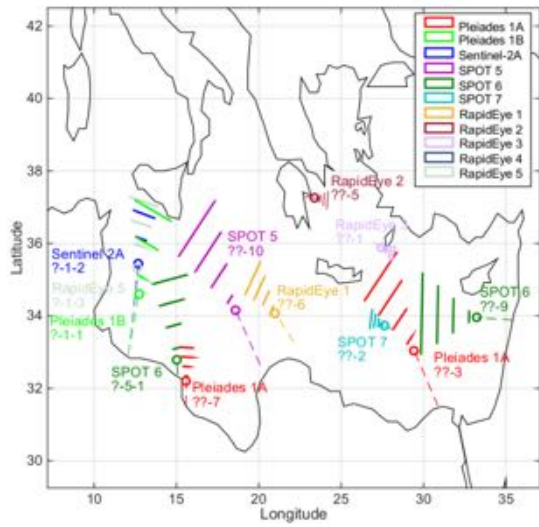 42
40
38
36
34
32
30
Latitude
10
15
20
25
30
35
Longitude
Pleiades 1A
Pleiades 1B
Sentinel-2A
SPOT 5
SPOT 6
SPOT 7
RapidEye 1
RapidEye 2
RapidEye 3
RapidEye 4
RapidEye 5
RapidEye 2
??-5
RapidEye 3
??-1
SPOT 5
??-10
Sentinel-2A
?-1-2
RapidEye 5
?-1-3
Pleiades 1B
?-1-1
RapidEye 1
??-6
SPOT 6
??-9
SPOT 7
??-2
Pleiades 1A
??-3
SPOT 6
?-5-1
Pleiades 1A
??-7